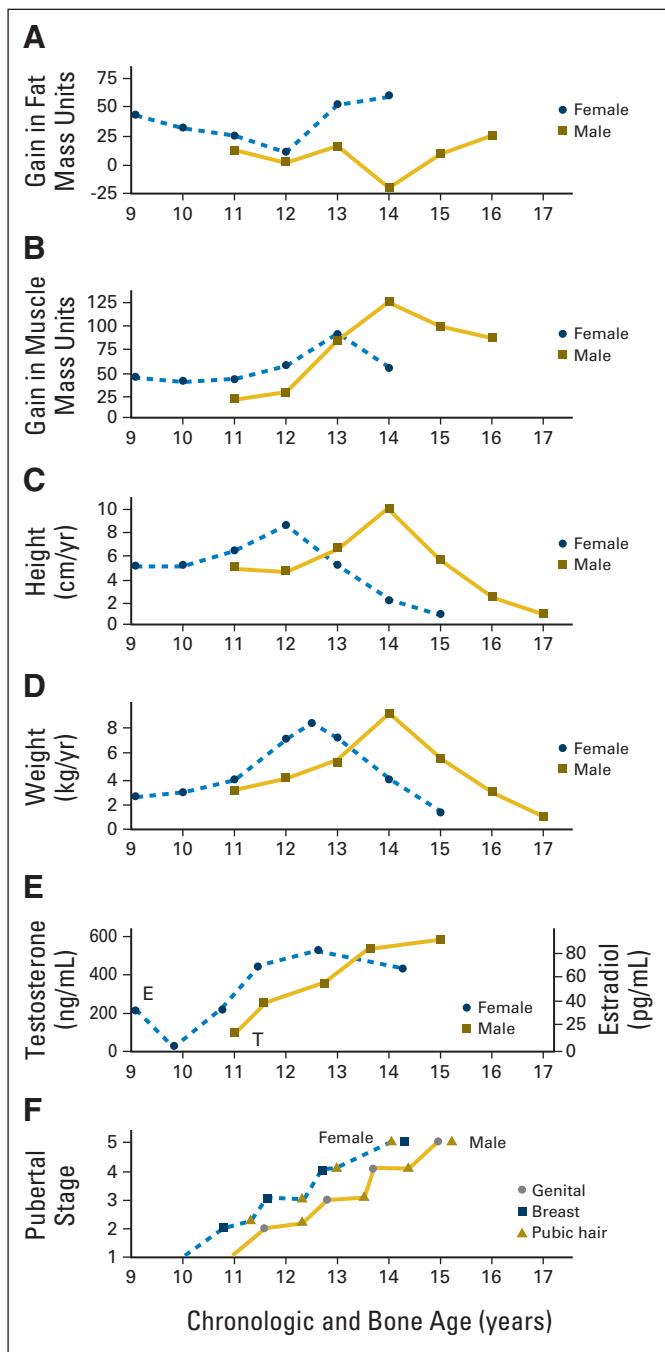 A
Gain in Fat
Mass Units
75
50
25
0
-25
Female
Male
9 10 11 12 13 14 15 16 17
B
Gain in Muscle
Mass Units
125
100
75
50
25
0
Female
Male
9 10 11 12 13 14 15 16 17
C
Height
(cm/yr)
10
8
6
4
2
0
Female
Male
9 10 11 12 13 14 15 16 17
D
Weight
(kg/yr)
8
6
4
2
0
Female
Male
9 10 11 12 13 14 15 16 17
E
Testosterone
(ng/mL)
600
400
200
0
E
T
Female
Male
80
60
40
25
0
Estradiol
(pg/mL)
9 10 11 12 13 14 15 16 17
F
Pubertal
Stage
5
4
3
2
1
Female
Male
Genital
Breast
Pubic hair
9 10 11 12 13 14 15 16 17
Chronologic and Bone Age (years)